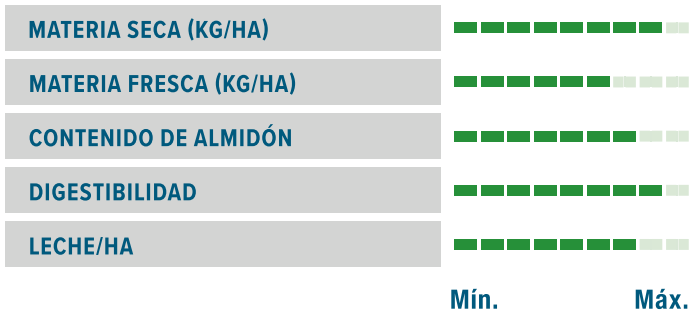 MATERIA SECA (KG/HA)
MATERIA FRESCA (KG/HA)
CONTENIDO DE ALMIDÓN
DIGESTIBILIDAD
LECHE/HA
Mín. Máx.